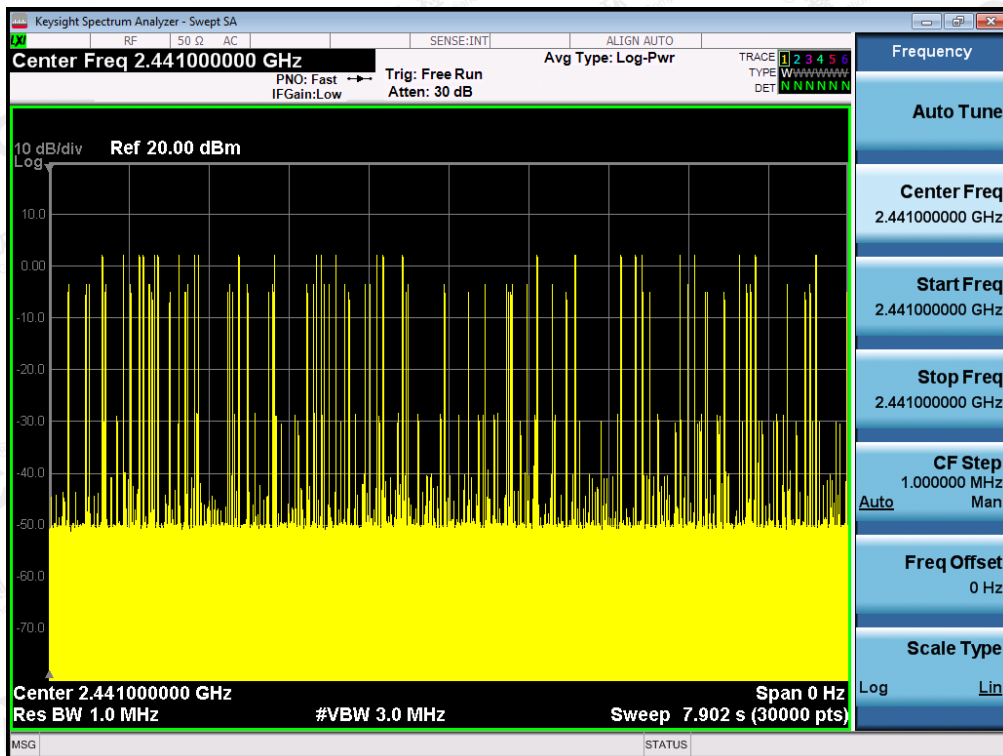 Keysight Spectrum Analyzer - Swept SA
LXI
RF 50 Ω AC SENSE:INT ALIGN AUTO
Center Freq 2.441000000 GHz
PNO: Fast
IFGain:Low
Trig: Free Run
Atten: 30 dB
Avg Type: Log-Pwr
TRACE 1 2 3 4 5 6
TYPE W
DET N N N N N N
10 dB/div Ref 20.00 dBm
Log
10.0
0.00
-10.0
-20.0
-30.0
-40.0
-50.0
-60.0
-70.0
Center 2.441000000 GHz Span 0 Hz
Res BW 1.0 MHz #VBW 3.0 MHz Sweep 7.902 s (30000 pts)
MSG STATUS
Frequency
Auto Tune
Center Freq
2.441000000 GHz
Start Freq
2.441000000 GHz
Stop Freq
2.441000000 GHz
CF Step
1.000000 MHz
Auto Man
Freq Offset
0 Hz
Scale Type
Log Lin